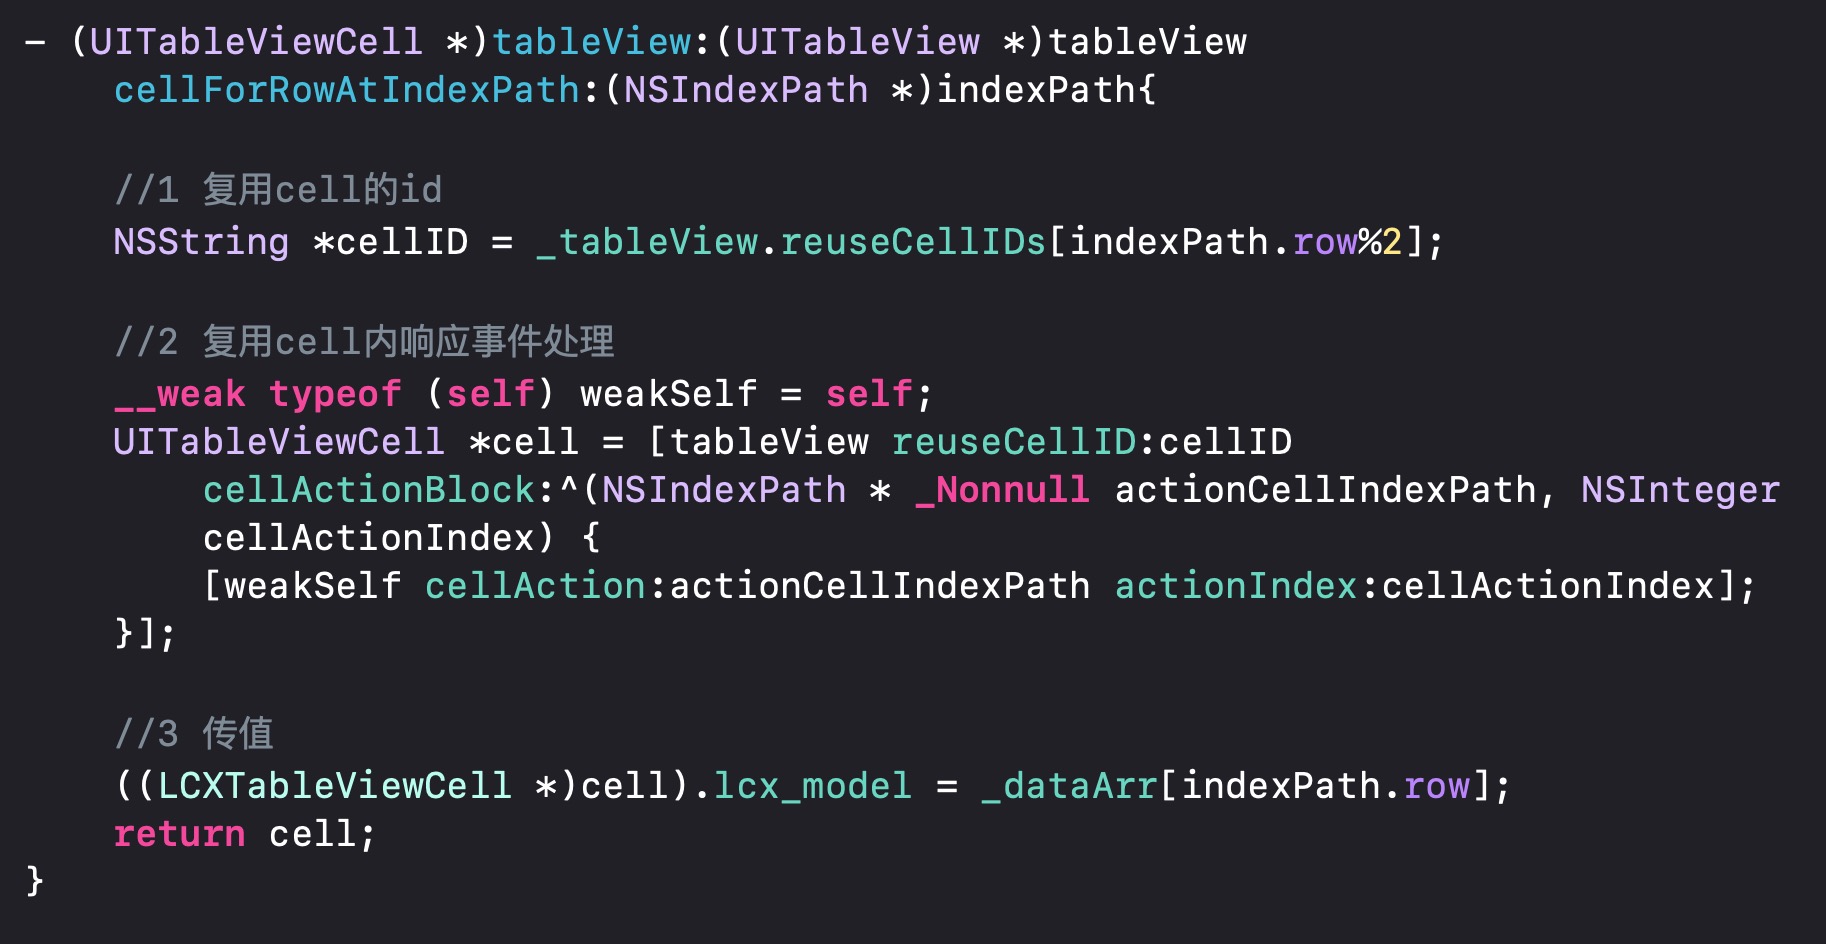 - (UITableViewCell *)tableView:(UITableView *)tableView
cellForRowAtIndexPath:(NSIndexPath *)indexPath{
//1 复用cell的id
NSString *cellID = _tableView.reuseCellIDs[indexPath.row%2];
//2 复用cell内响应事件处理
__weak typeof (self) weakSelf = self;
UITableViewCell *cell = [tableView reuseCellID:cellID
cellActionBlock:^(NSIndexPath * _Nonnull actionCellIndexPath, NSInteger
cellActionIndex) {
[weakSelf cellAction:actionCellIndexPath actionIndex:cellActionIndex];
}];
//3 传值
((LCXTableViewCell *)cell).lcx_model = _dataArr[indexPath.row];
return cell;
}